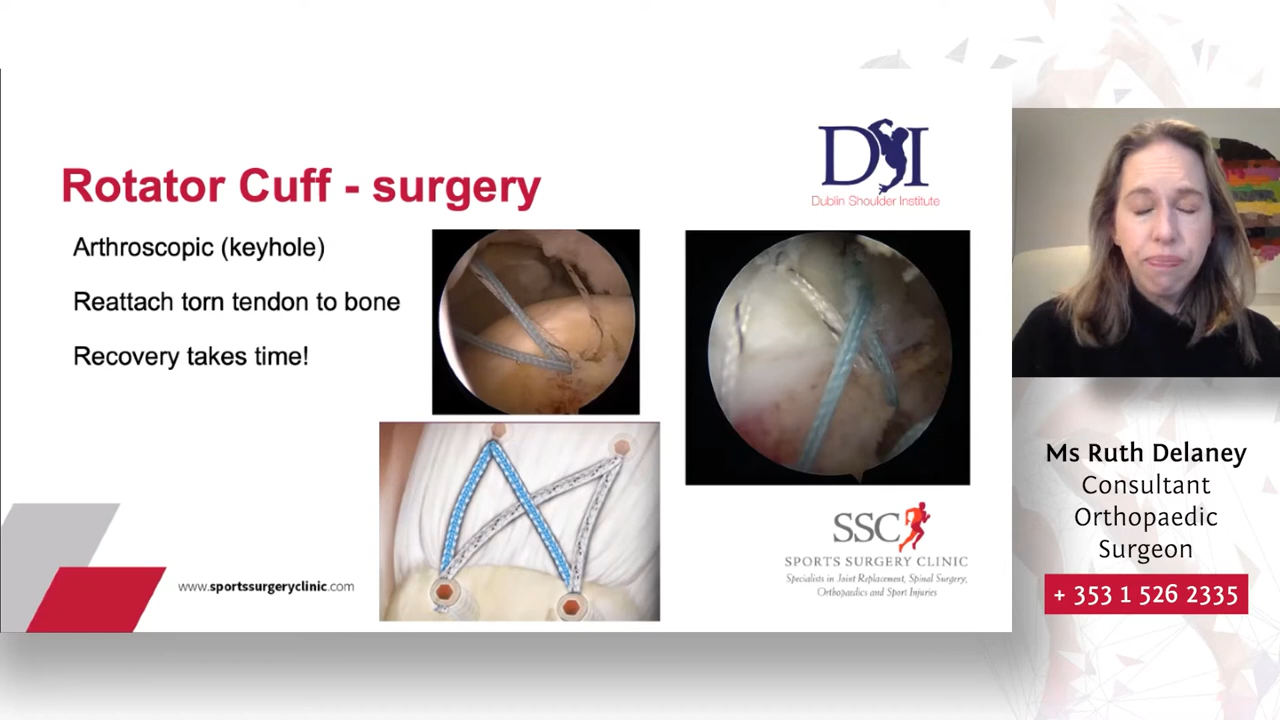 Rotator Cuff - surgery
Arthroscopic (keyhole)
Reattach torn tendon to bone
Recovery takes time!
DSI
Dublin Shoulder Institute
SSC
SPORTS SURGERY CLINIC
Specialists in Joint Replacement, Spinal Surgery,
Orthopaedics and Sport Injuries
www.sportssurgeryclinic.com
Ms Ruth Delaney
Consultant
Orthopaedic
Surgeon
+ 353 1 526 2335